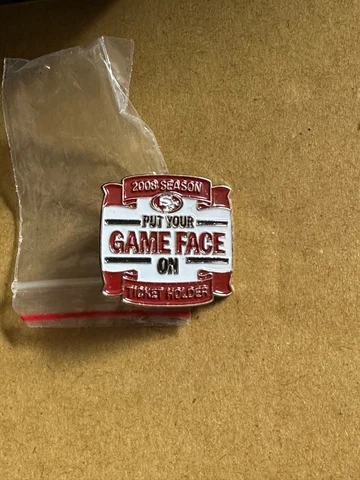 2008 SEASON
SF
PUT YOUR
GAME FACE
ON
TICKET HOLDER